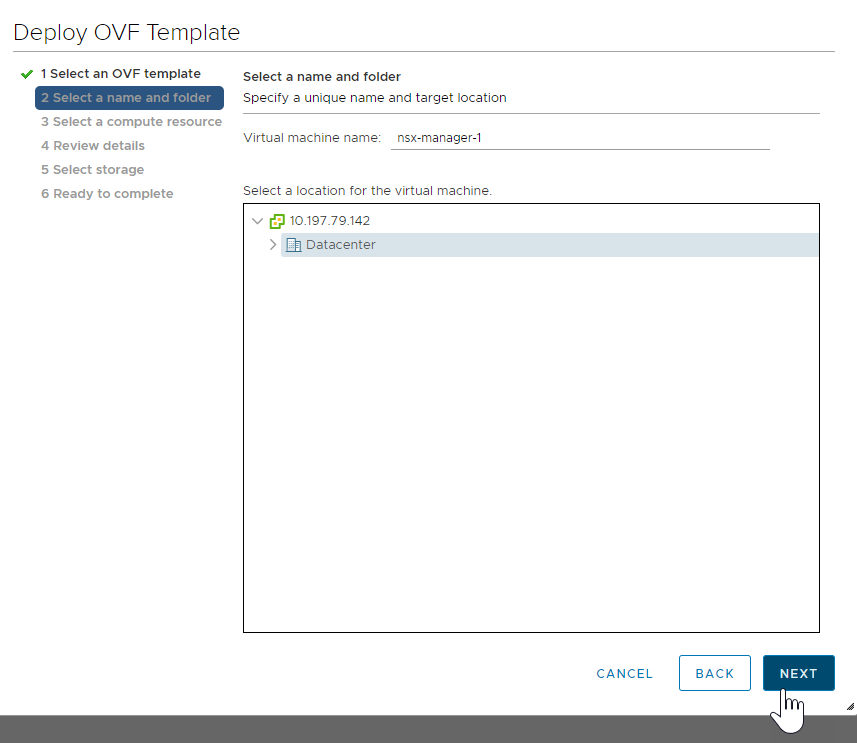 Deploy OVF Template
1 Select an OVF template
2 Select a name and folder
3 Select a compute resource
4 Review details
5 Select storage
6 Ready to complete
Select a name and folder
Specify a unique name and target location
Virtual machine name: nsx-manager-1
Select a location for the virtual machine.
10.197.79.142
Datacenter
CANCEL
BACK
NEXT